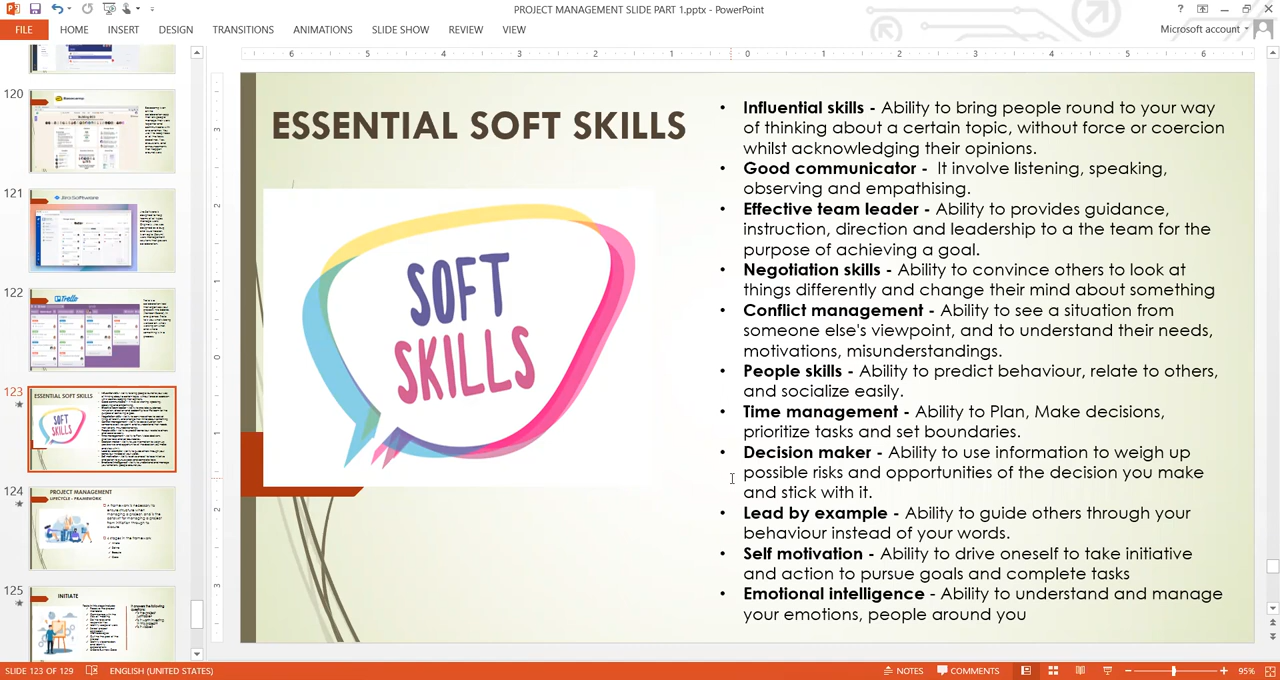 PROJECT MANAGEMENT SLIDE PART 1.pptx - PowerPoint
FILE HOME INSERT DESIGN TRANSITIONS ANIMATIONS SLIDE SHOW REVIEW VIEW
Microsoft account
120
121
122
Trello
123
ESSENTIAL SOFT SKILLS
SOFT
SKILLS
124
PROJECT MANAGEMENT
LIFECYCLE - FRAMEWORK
125
INITIATE
ESSENTIAL SOFT SKILLS
SOFT
SKILLS
• Influential skills - Ability to bring people round to your way
of thinking about a certain topic, without force or coercion
whilst acknowledging their opinions.
• Good communicator - It involve listening, speaking,
observing and empathising.
• Effective team leader - Ability to provides guidance,
instruction, direction and leadership to a the team for the
purpose of achieving a goal.
• Negotiation skills - Ability to convince others to look at
things differently and change their mind about something
• Conflict management - Ability to see a situation from
someone else's viewpoint, and to understand their needs,
motivations, misunderstandings.
• People skills - Ability to predict behaviour, relate to others,
and socialize easily.
• Time management - Ability to Plan, Make decisions,
prioritize tasks and set boundaries.
• Decision maker - Ability to use information to weigh up
possible risks and opportunities of the decision you make
and stick with it.
• Lead by example - Ability to guide others through your
behaviour instead of your words.
• Self motivation - Ability to drive oneself to take initiative
and action to pursue goals and complete tasks
• Emotional intelligence - Ability to understand and manage
your emotions, people around you
SLIDE 123 OF 129 ENGLISH (UNITED STATES) NOTES COMMENTS 95%